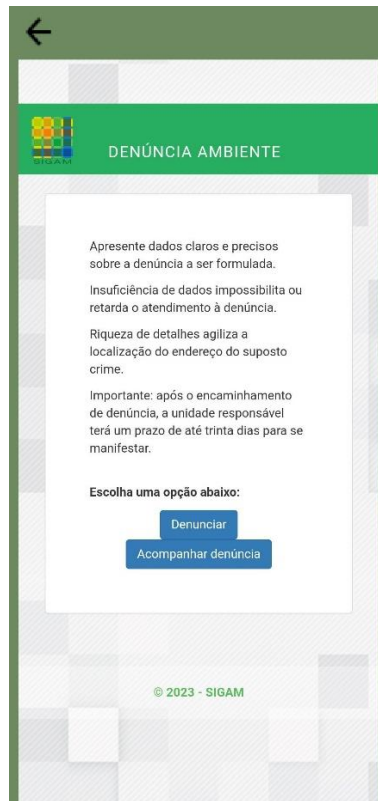 SIGAM
DENÚNCIA AMBIENTE
Apresente dados claros e precisos
sobre a denúncia a ser formulada.
Insuficiência de dados impossibilita ou
retarda o atendimento à denúncia.
Riqueza de detalhes agiliza a
localização do endereço do suposto
crime.
Importante: após o encaminhamento
de denúncia, a unidade responsável
terá um prazo de até trinta dias para se
manifestar.
Escolha uma opção abaixo:
Denunciar
Acompanhar denúncia
© 2023 - SIGAM